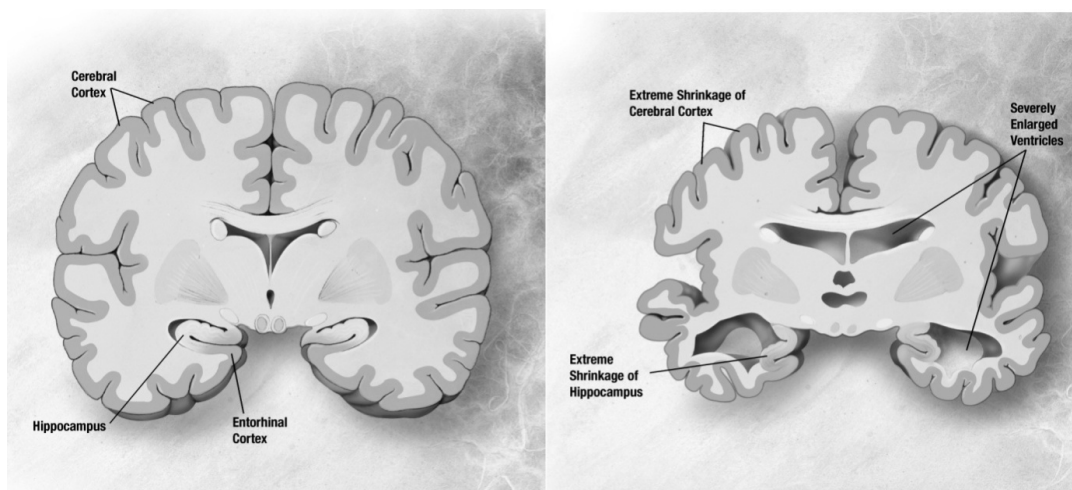 Cerebral
Cortex
Hippocampus
Entorhinal
Cortex
Extreme Shrinkage of
Cerebral Cortex
Severely
Enlarged
Ventricles
Extreme
Shrinkage of
Hippocampus